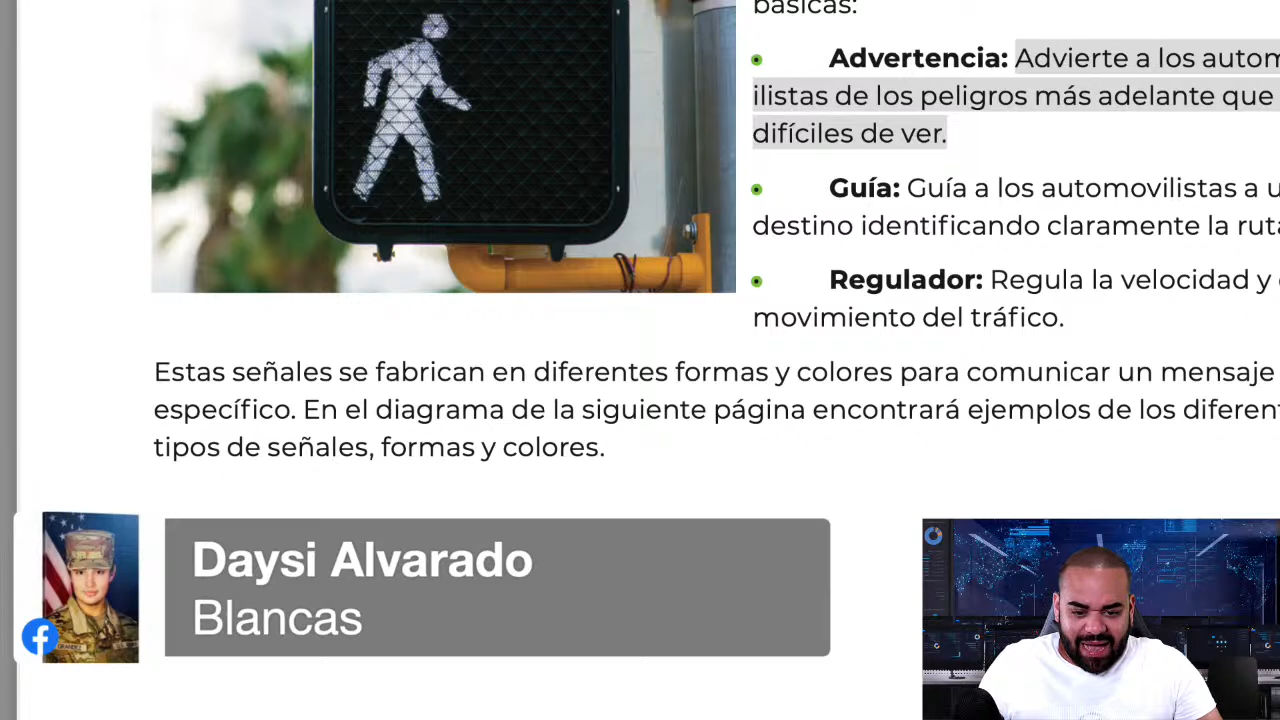 básicas:
Advertencia: Advierte a los autom
ilistas de los peligros más adelante que
difíciles de ver.
Guía: Guía a los automovilistas a u
destino identificando claramente la ruta
Regulador: Regula la velocidad y
movimiento del tráfico.
Estas señales se fabrican en diferentes formas y colores para comunicar un mensaje
específico. En el diagrama de la siguiente página encontrará ejemplos de los diferent
tipos de señales, formas y colores.
Daysi Alvarado
Blancas